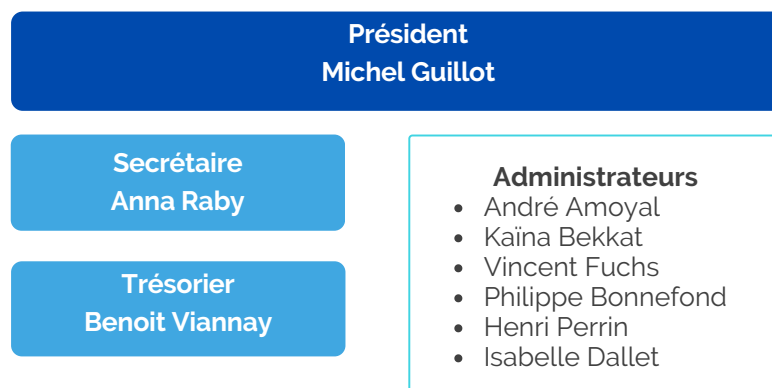 Président
Michel Guillot
Secrétaire
Anna Raby
Trésorier
Benoit Viannay
Administrateurs
• André Amoyal
• Kaïna Bekkat
• Vincent Fuchs
• Philippe Bonnefond
• Henri Perrin
• Isabelle Dallet